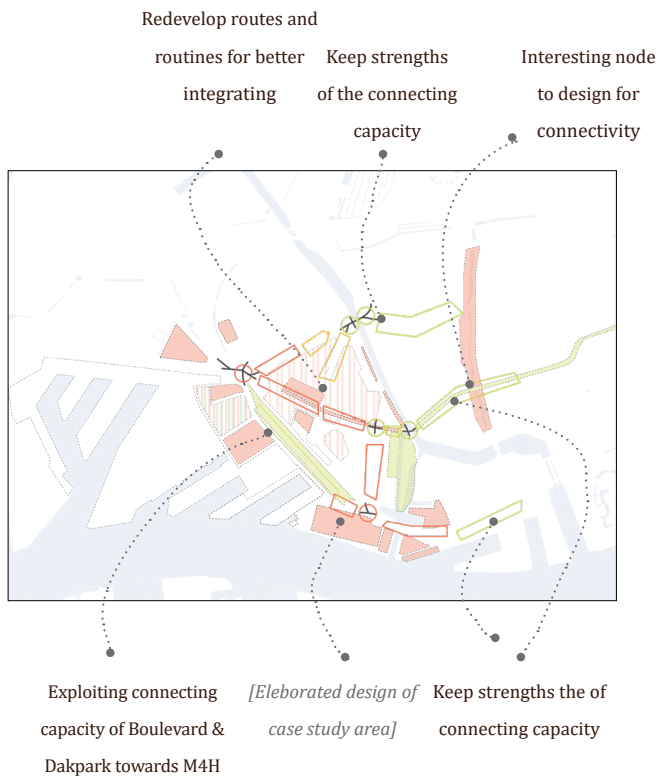 Redevelop routes and
routines for better
integrating
Keep strengths
of the connecting
capacity
Interesting node
to design for
connectivity
Exploiting connecting
capacity of Boulevard &
Dakpark towards M4H
[Eleborated design of
case study area]
Keep strengths the of
connecting capacity